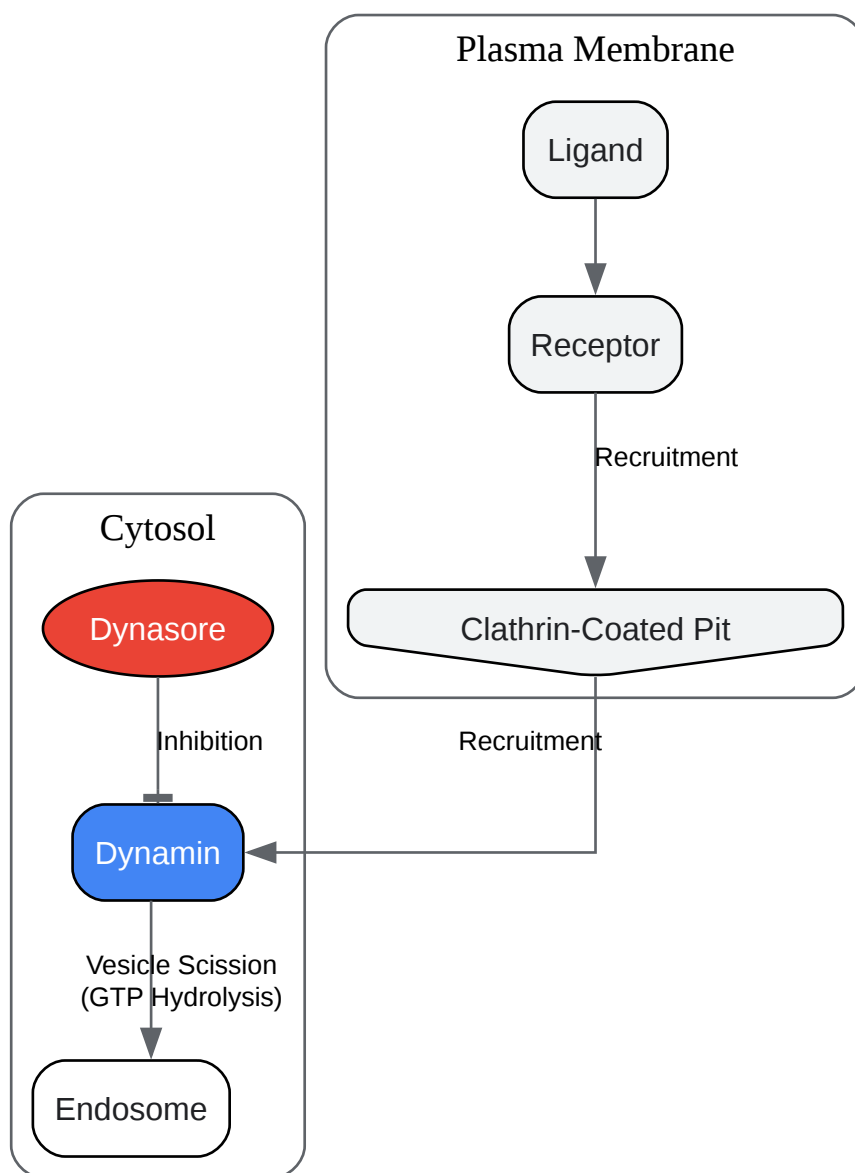 Plasma Membrane
Ligand
Receptor
Recruitment
Clathrin-Coated Pit
Cytosol
Dynasore
Inhibition
Recruitment
Dynamin
Vesicle Scission
(GTP Hydrolysis)
Endosome